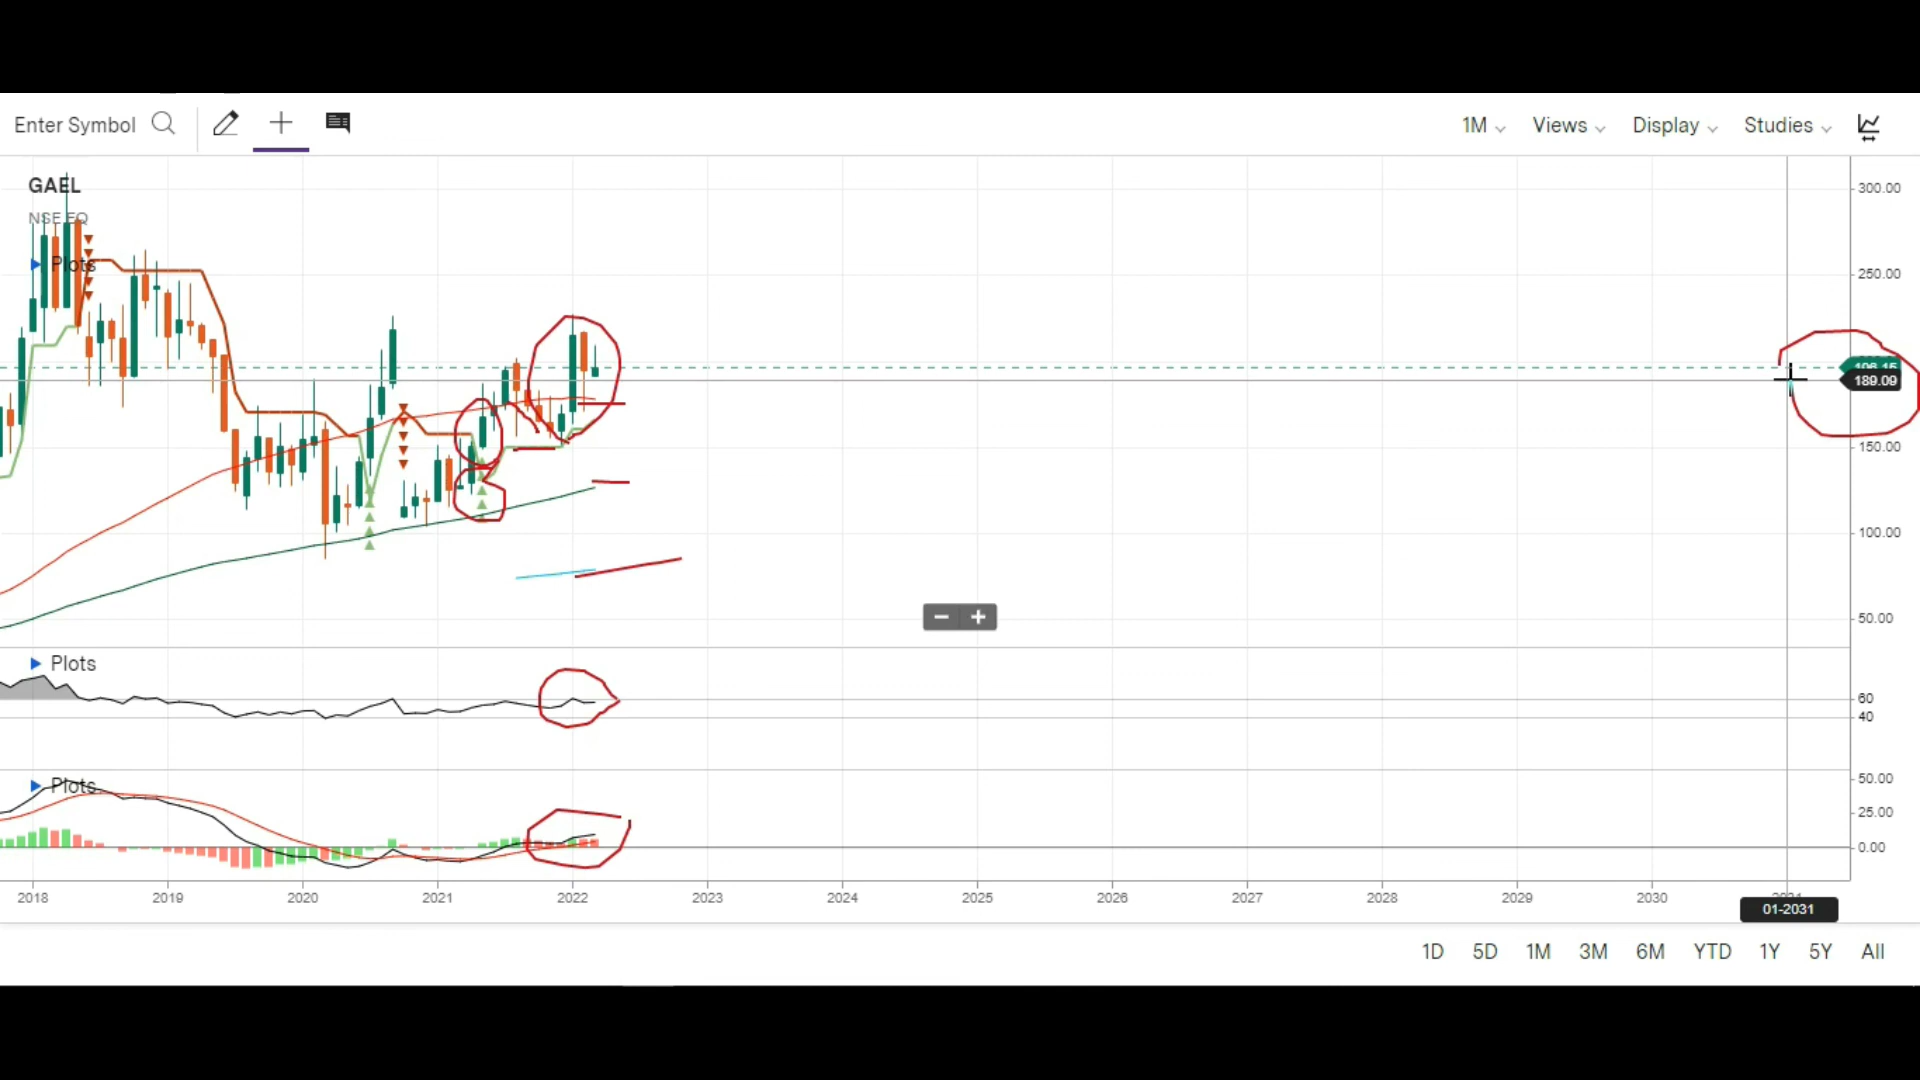 Enter Symbol
1M Views Display Studies
GAEL
NSE EQ
Plots
300.00
250.00
196.15
189.09
150.00
100.00
50.00
Plots
60
40
Plots
50.00
25.00
0.00
2018 2019 2020 2021 2022 2023 2024 2025 2026 2027 2028 2029 2030
01-2031
1D 5D 1M 3M 6M YTD 1Y 5Y All